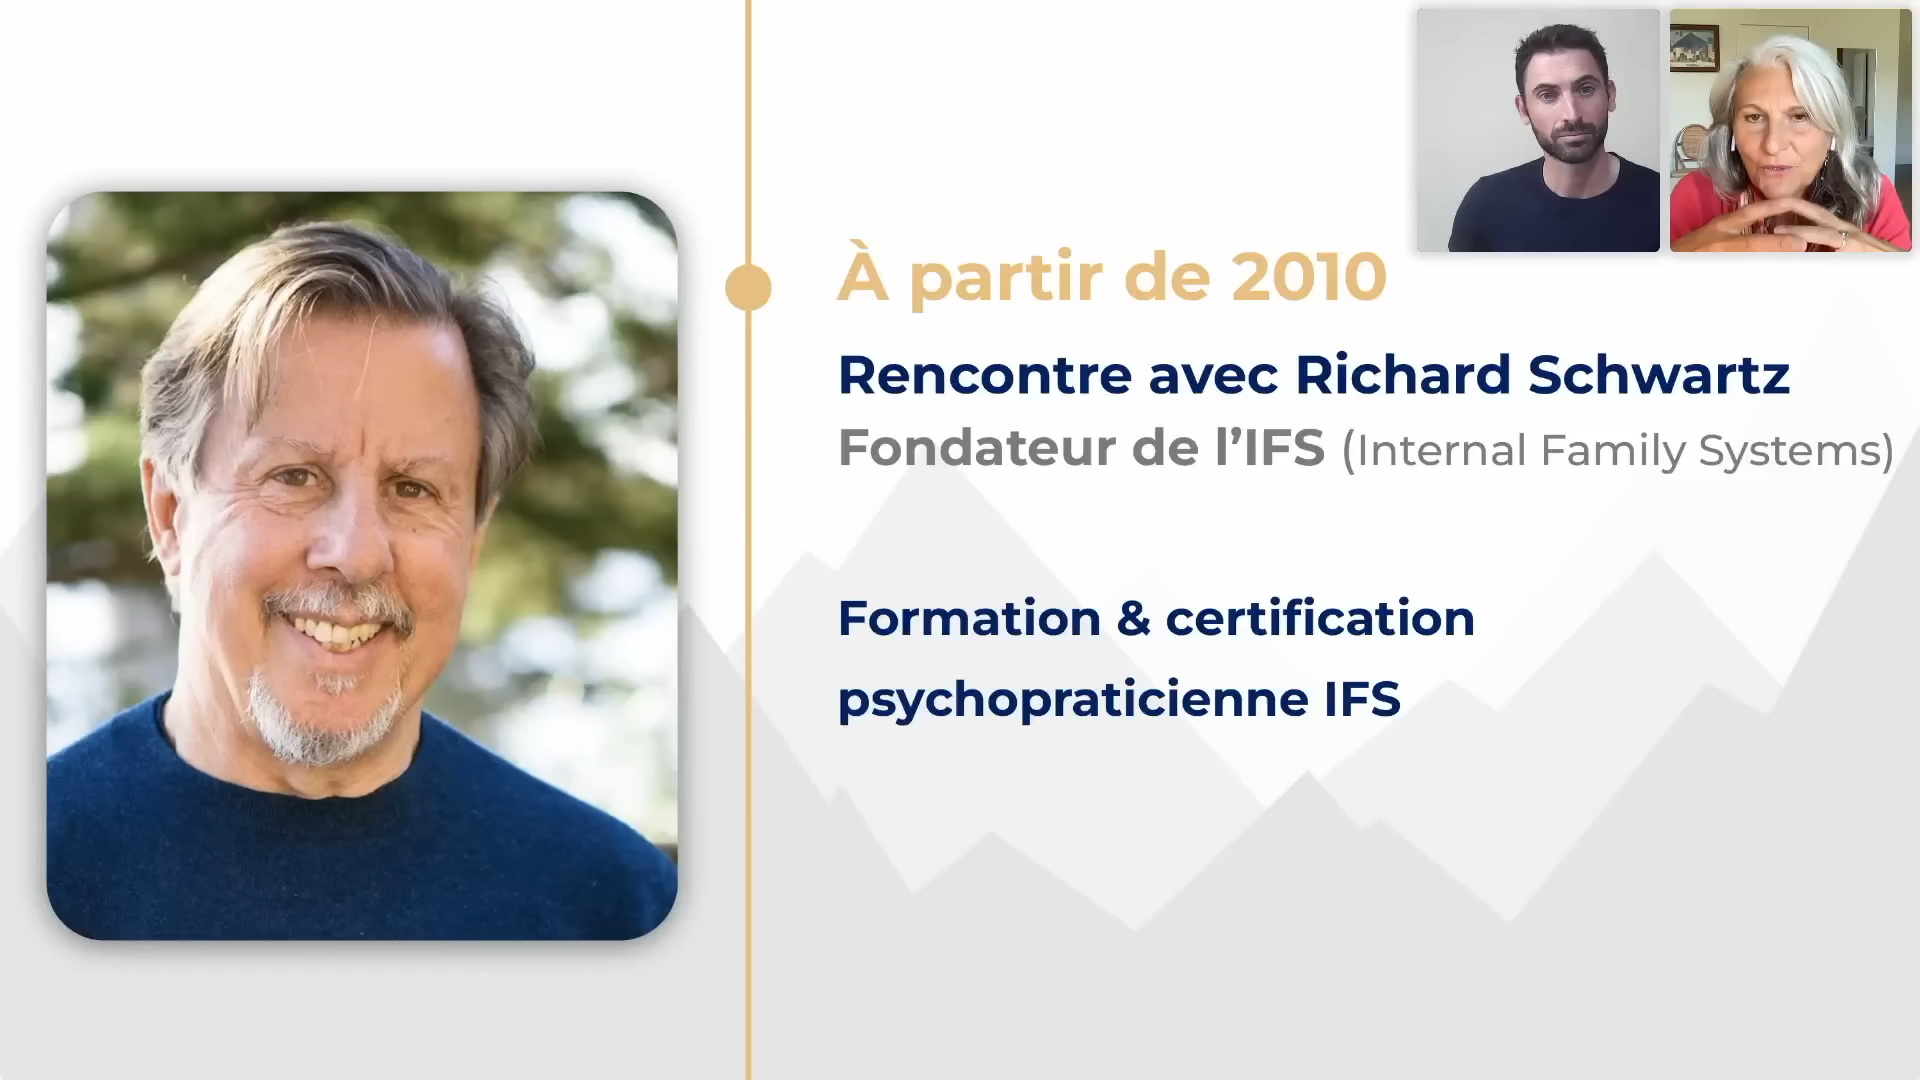 À partir de 2010
Rencontre avec Richard Schwartz
Fondateur de l’IFS (Internal Family Systems)
Formation & certification
psychopraticienne IFS